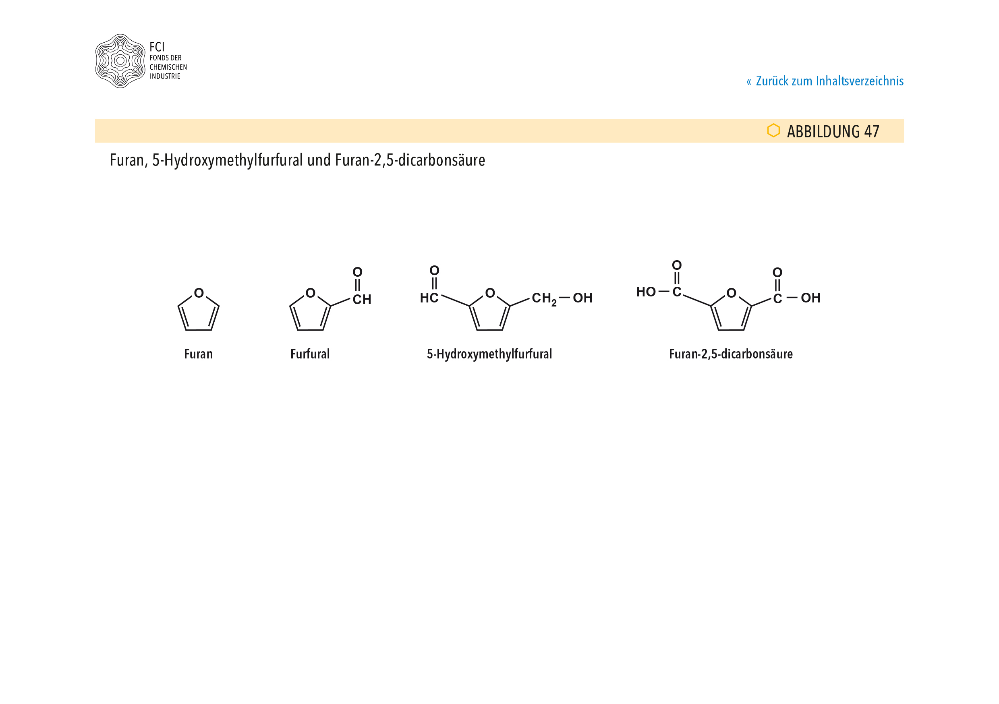 FCI
FONDS DER
CHEMISCHEN
INDUSTRIE
« Zurück zum Inhaltsverzeichnis
ABBILDUNG 47
Furan, 5-Hydroxymethylfurfural und Furan-2,5-dicarbonsäure
O
O
O
CH
O
HC
O
CH2 OH
O
HO C
O
O
C OH
Furan
Furfural
5-Hydroxymethylfurfural
Furan-2,5-dicarbonsäure